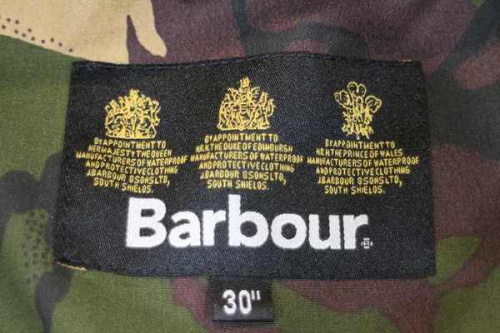 BY APPOINTMENT TO
HER MAJESTY THE QUEEN
MANUFACTURERS OF WATERPROOF
AND PROTECTIVE CLOTHING
J.BARBOUR & SONS LTD,
SOUTH SHIELDS.
BY APPOINTMENT TO
H.R.H. THE DUKE OF EDINBURGH
MANUFACTURERS OF WATERPROOF
AND PROTECTIVE CLOTHING
J.BARBOUR & SONS LTD,
SOUTH SHIELDS.
BY APPOINTMENT TO
H.R.H. THE PRINCE OF WALES
MANUFACTURERS OF WATERPROOF
AND PROTECTIVE CLOTHING
J.BARBOUR & SONS LTD,
SOUTH SHIELDS.
Barbour
30"